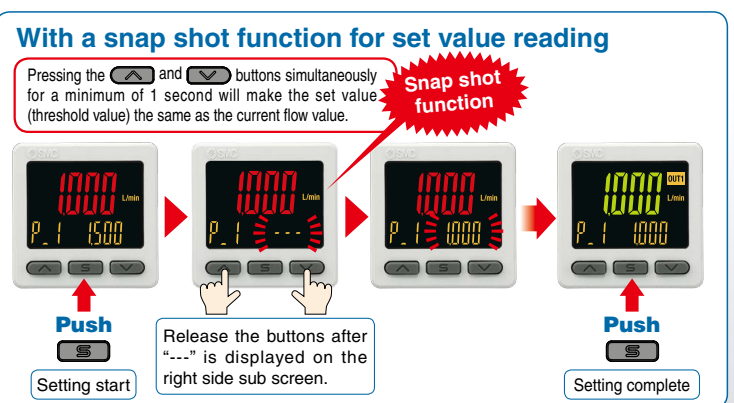 With a snap shot function for set value reading
Pressing the and buttons simultaneously
for a minimum of 1 second will make the set value
(threshold value) the same as the current flow value.
Snap shot
function
SMC
1.000
L/min
P_1 1.500
S
SMC
1.000
L/min
P_1 ---
S
SMC
1.000
L/min
P_1 1.000
S
SMC
1.000 OUT1
L/min
P_1 1.000
S
Push
S
Setting start
Release the buttons after
“---” is displayed on the
right side sub screen.
Push
S
Setting complete